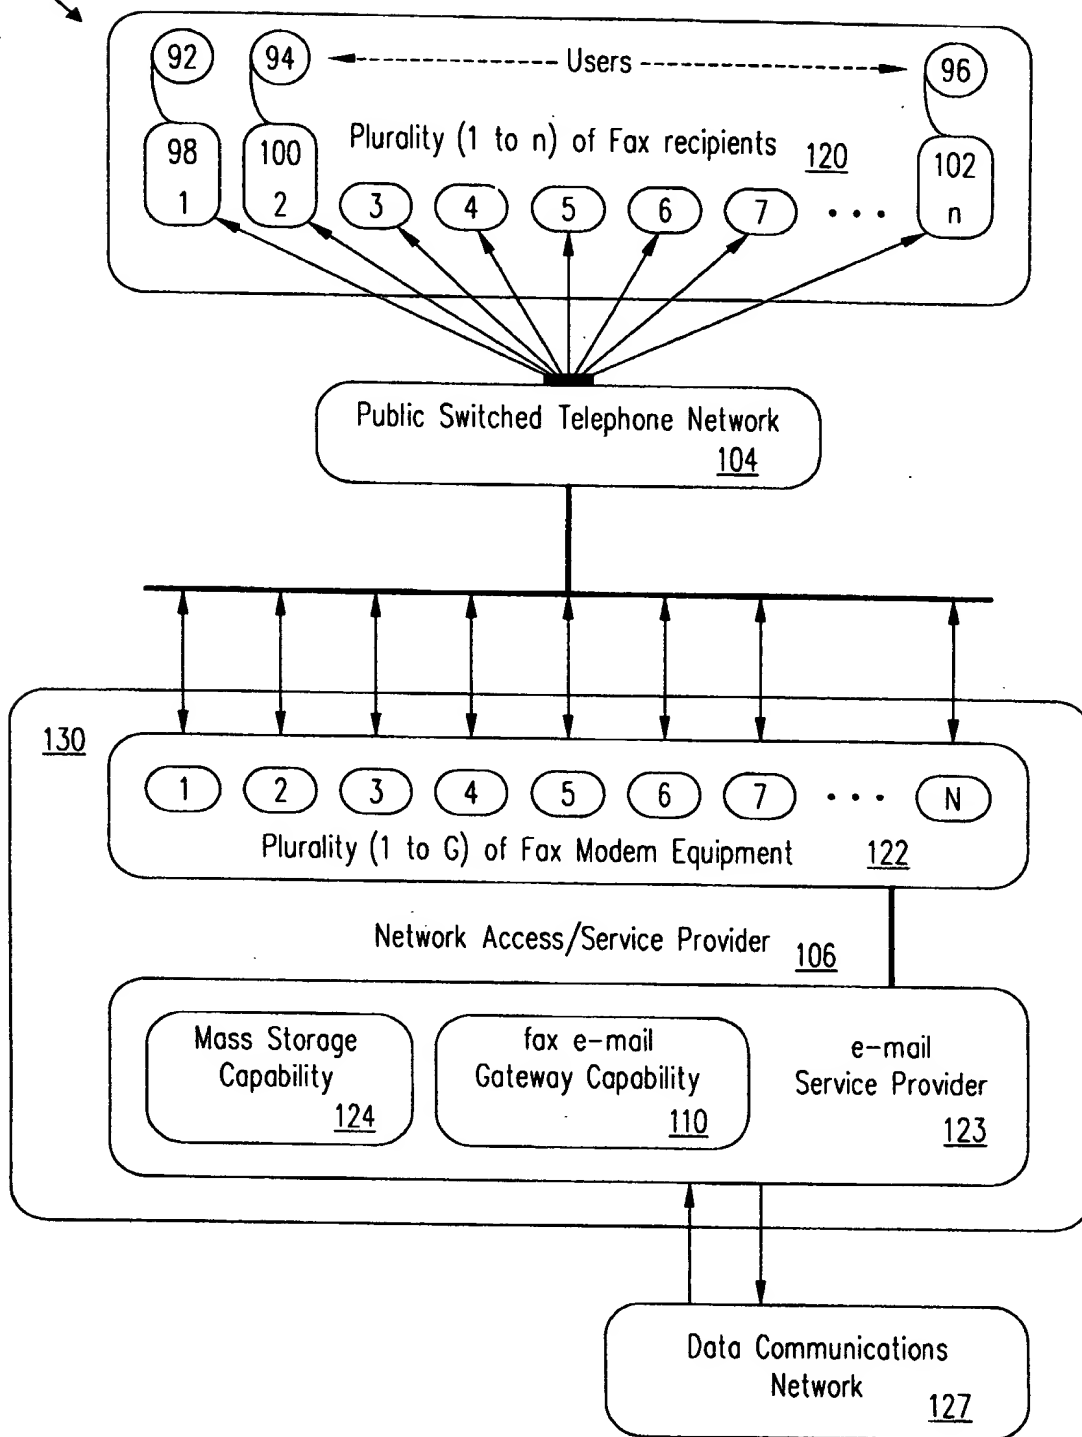 92 94 Users 96
Plurality (1 to n) of Fax recipients 120
98 100 102
1 2 3 4 5 6 7 ... n
Public Switched Telephone Network
104
130
1 2 3 4 5 6 7 ... N
Plurality (1 to G) of Fax Modem Equipment 122
Network Access/Service Provider 106
Mass Storage
Capability
124
fax e-mail
Gateway Capability
110
e-mail
Service Provider
123
Data Communications
Network
127